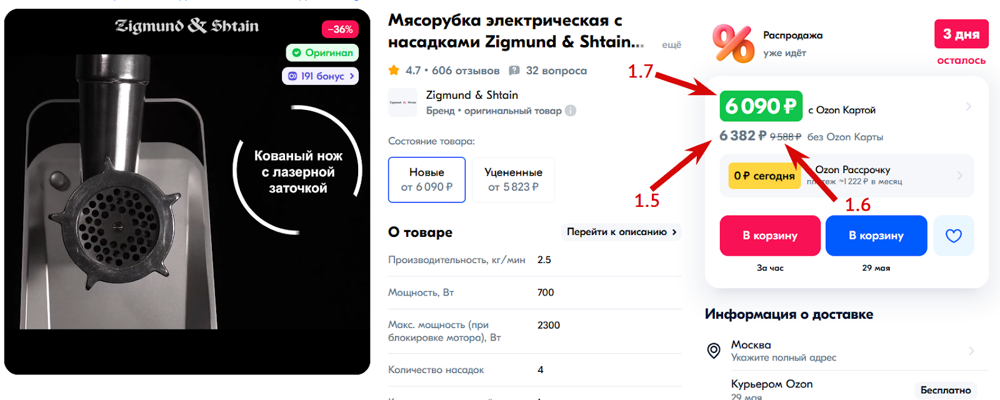 Zigmund & Shtain
–36%
Оригинал
191 бонус
Кованый нож
с лазерной
заточкой
Мясорубка электрическая с
насадками Zigmund & Shtain...
ещё
4.7 • 606 отзывов
32 вопроса
Zigmund & Shtain
Zigmund & Shtain
Бренд • оригинальный товар
Состояние товара:
Новые
от 6 090 ₽
Уцененные
от 5 823 ₽
О товаре
Перейти к описанию
Производительность, кг/мин 2.5
Мощность, Вт 700
Макс. мощность (при 2300
блокировке мотора), Вт
Количество насадок 4
%
Распродажа
уже идёт
3 дня
осталось
1.7
6 090 ₽ с Ozon Картой
6 382 ₽ 9 588 ₽ без Ozon Карты
1.5
0 ₽ сегодня
Ozon Рассрочку
платеж ≈1 222 ₽ в месяц
1.6
В корзину
За час
В корзину
29 мая
Информация о доставке
Москва
Укажите полный адрес
Курьером Ozon
29 мая
Бесплатно